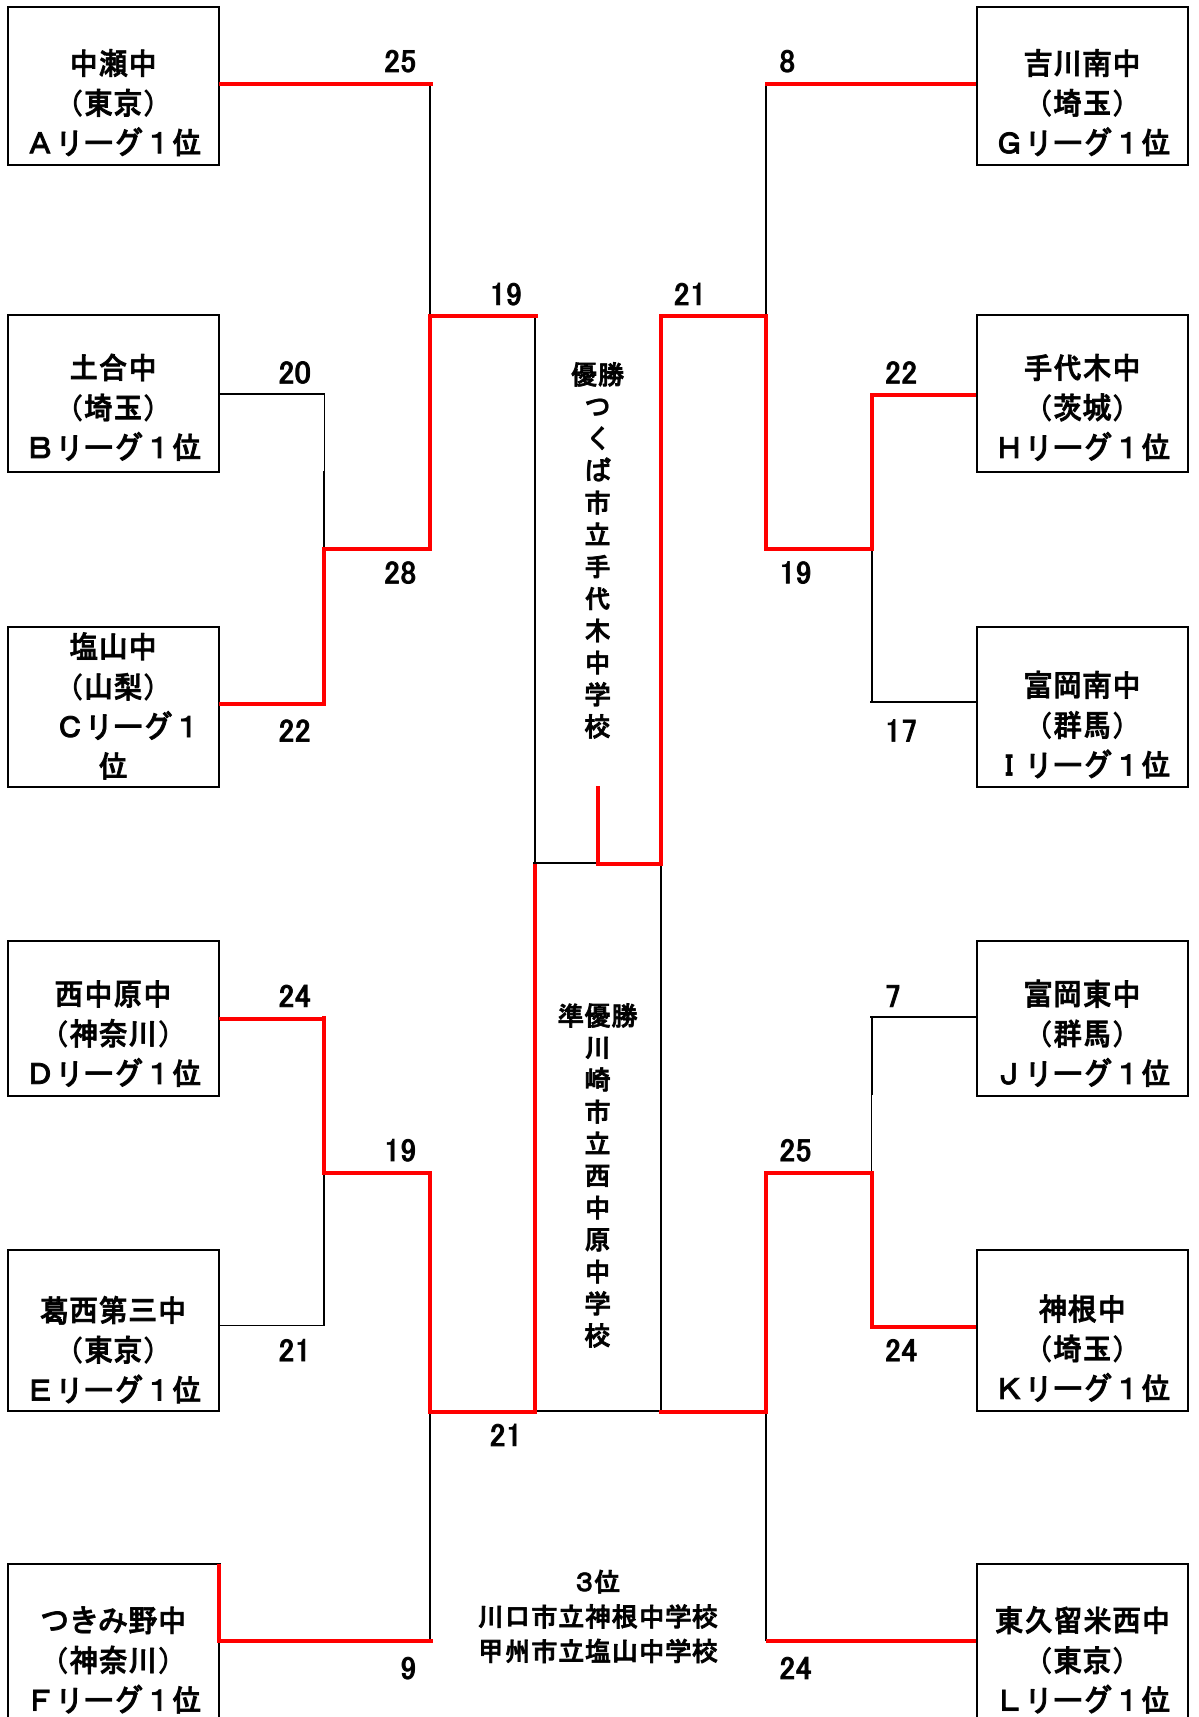 中瀬中
（東京）
Ａリーグ１位
25
8
吉川南中
（埼玉）
Ｇリーグ１位
19
21
土合中
（埼玉）
Ｂリーグ１位
20
22
手代木中
（茨城）
Ｈリーグ１位
優勝
つくば市立手代木中学校
28
19
塩山中
（山梨）
Ｃリーグ１
位
22
17
富岡南中
（群馬）
Ｉリーグ１位
西中原中
（神奈川）
Ｄリーグ１位
24
7
富岡東中
（群馬）
Ｊリーグ１位
準優勝
川崎市立西中原中学校
19
25
葛西第三中
（東京）
Ｅリーグ１位
21
24
神根中
（埼玉）
Ｋリーグ１位
21
３位
川口市立神根中学校
甲州市立塩山中学校
つきみ野中
（神奈川）
Ｆリーグ１位
9
24
東久留米西中
（東京）
Ｌリーグ１位